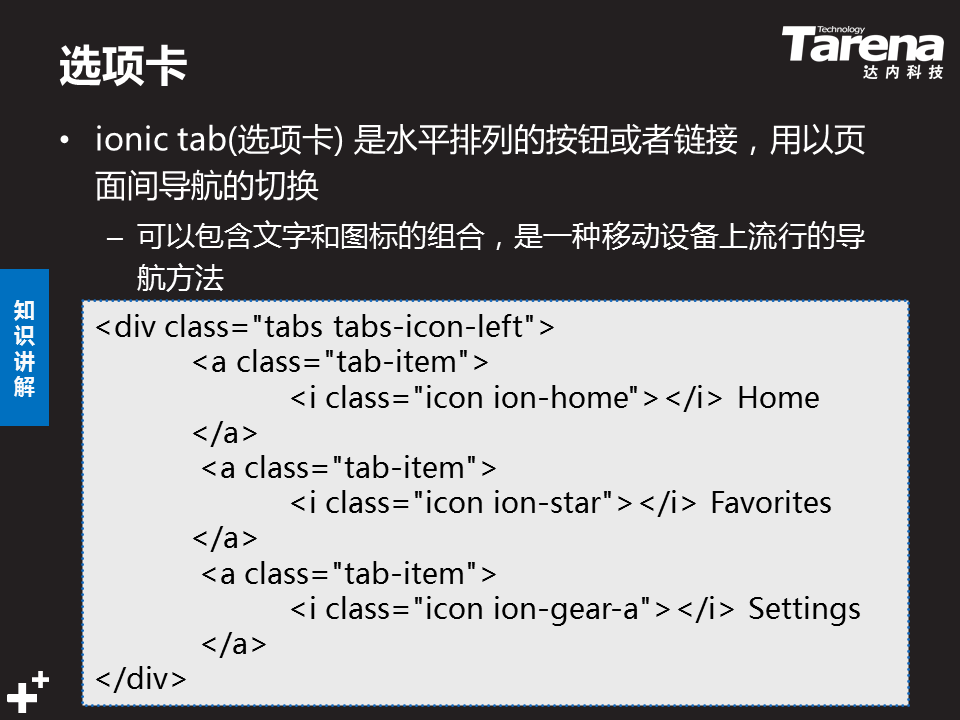 选项卡
Technology
Tarena
达内科技
• ionic tab(选项卡) 是水平排列的按钮或者链接，用以页
面间导航的切换
– 可以包含文字和图标的组合，是一种移动设备上流行的导
航方法
知识讲解
<div class="tabs tabs-icon-left">
<a class="tab-item">
<i class="icon ion-home"></i> Home
</a>
<a class="tab-item">
<i class="icon ion-star"></i> Favorites
</a>
<a class="tab-item">
<i class="icon ion-gear-a"></i> Settings
</a>
</div>